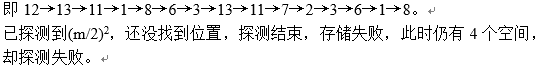 即 12→13→11→1→8→6→3→13→11→7→2→3→6→1→8。
已探测到(m/2)²，还没找到位置，探测结束，存储失败，此时仍有 4 个空间，
却探测失败。